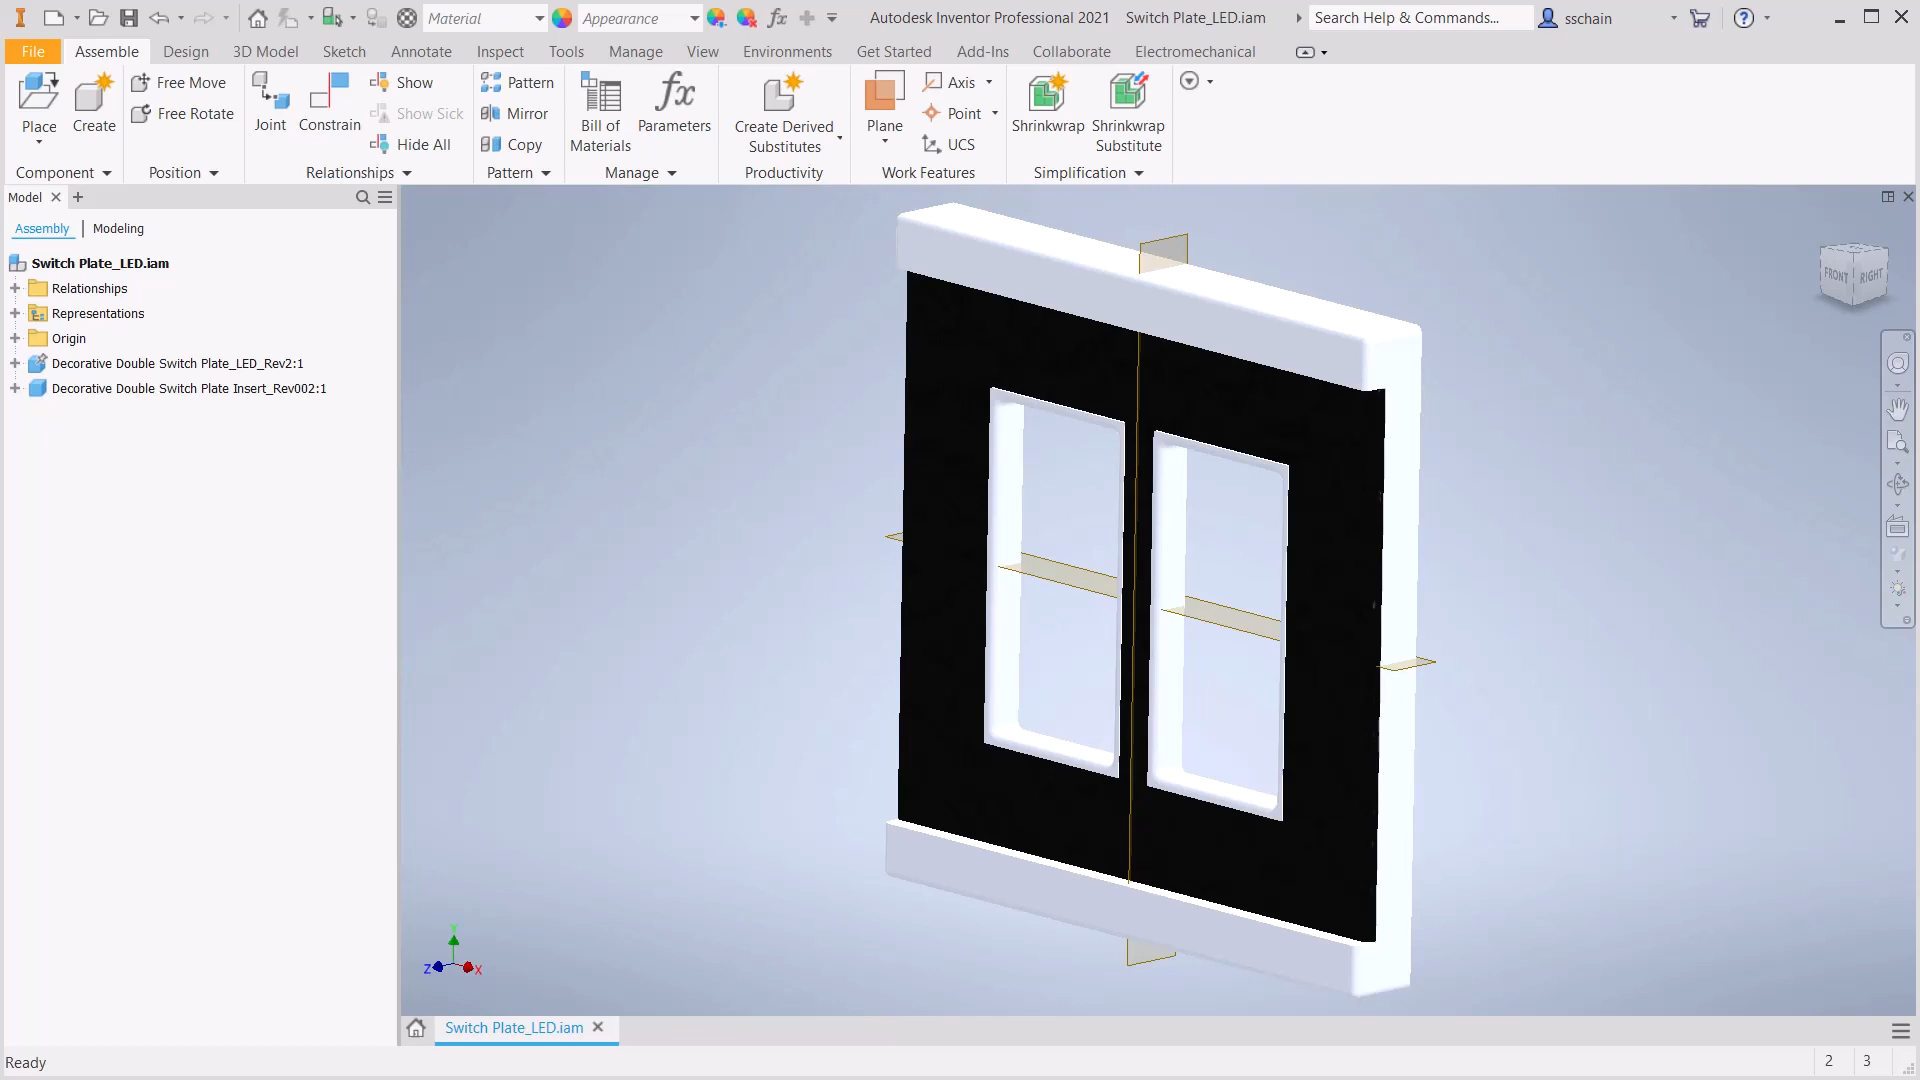 Material
Appearance
fx
Autodesk Inventor Professional 2021 Switch Plate_LED.iam
Search Help & Commands...
sschain
File Assemble Design 3D Model Sketch Annotate Inspect Tools Manage View Environments Get Started Add-Ins Collaborate Electromechanical
Place
Create
Free Move
Free Rotate
Component
Position
Joint
Constrain
Show
Show Sick
Hide All
Relationships
Pattern
Mirror
Copy
Pattern
Bill of
Materials
fx
Parameters
Manage
Create Derived
Substitutes
Productivity
Plane
Axis
Point
UCS
Work Features
Shrinkwrap
Shrinkwrap
Substitute
Simplification
Model
Assembly Modeling
Switch Plate_LED.iam
Relationships
Representations
Origin
Decorative Double Switch Plate_LED_Rev2:1
Decorative Double Switch Plate Insert_Rev002:1
FRONT RIGHT
Y
Z X
Switch Plate_LED.iam
Ready
2 3